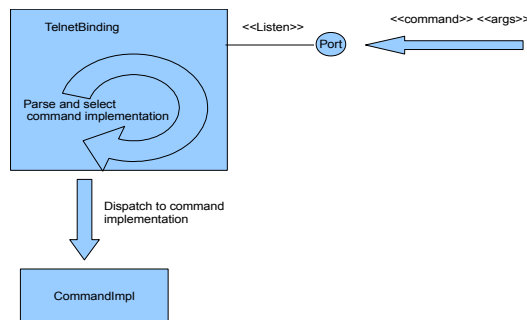 TelnetBinding
<<Listen>>
Port
<<command>> <<args>>
Parse and select
command implementation
Dispatch to command
implementation
CommandImpl